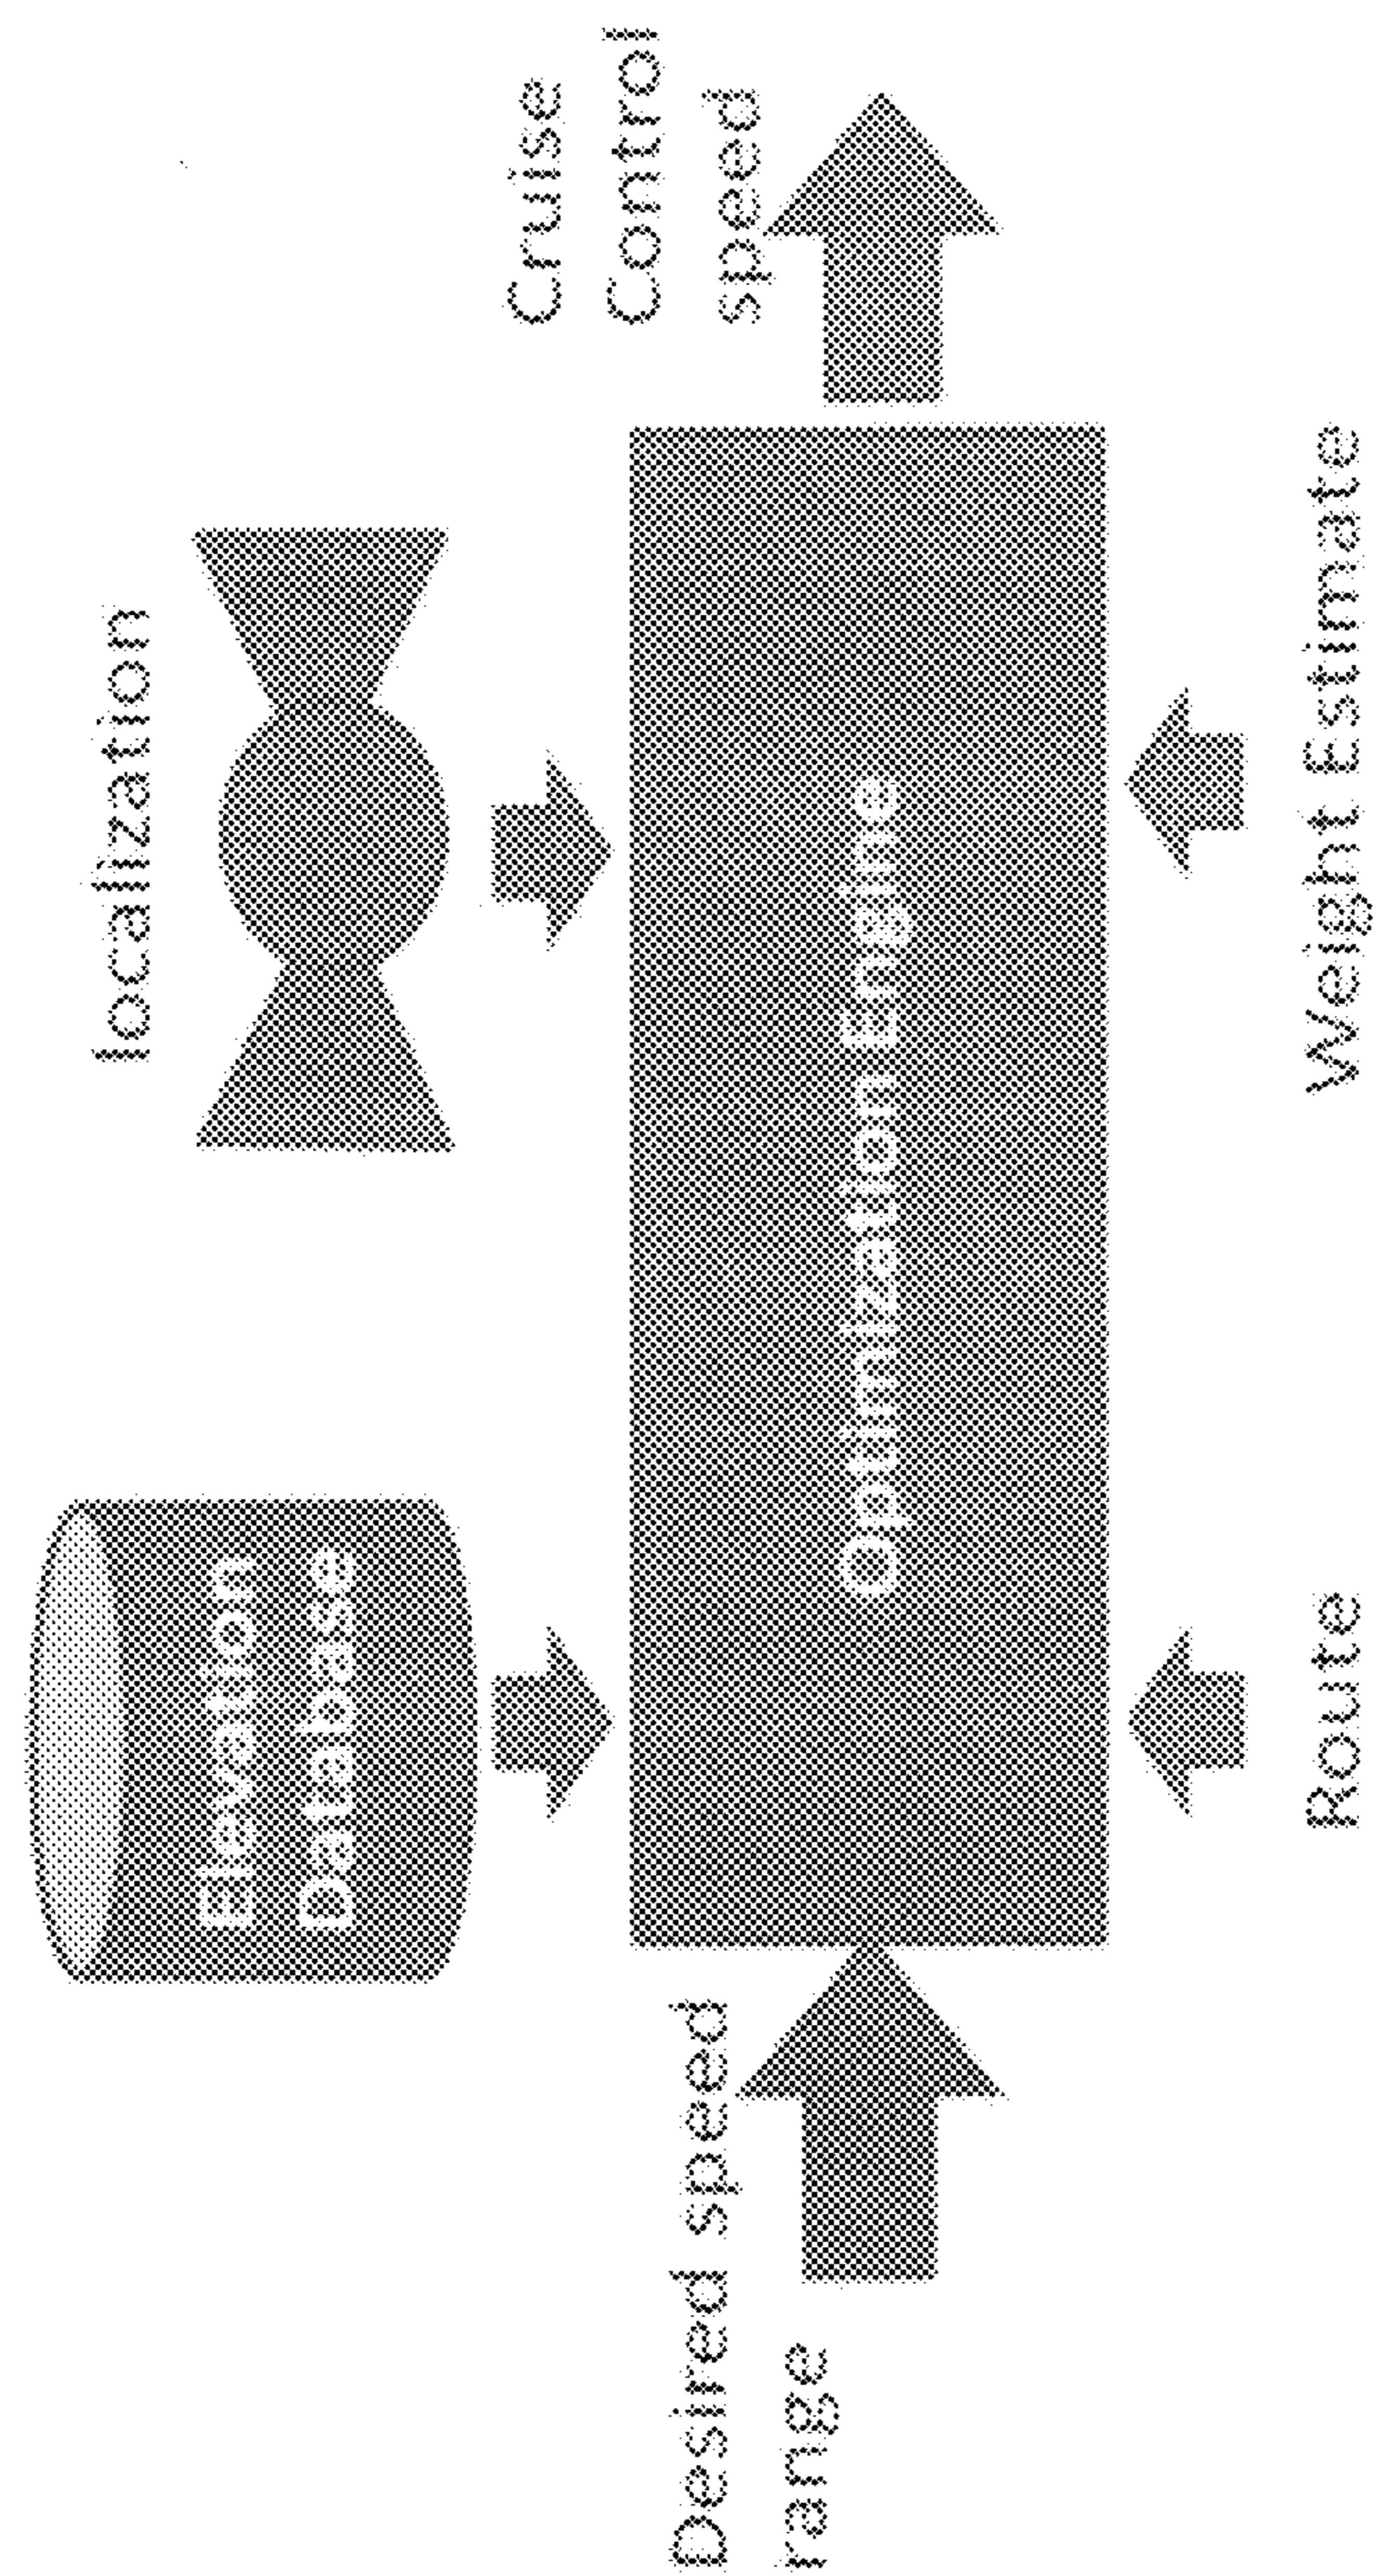 localization
Elevation
Database
Cruise
Control
speed
Desired speed
range
Optimization Engine
Route
Weight Estimate